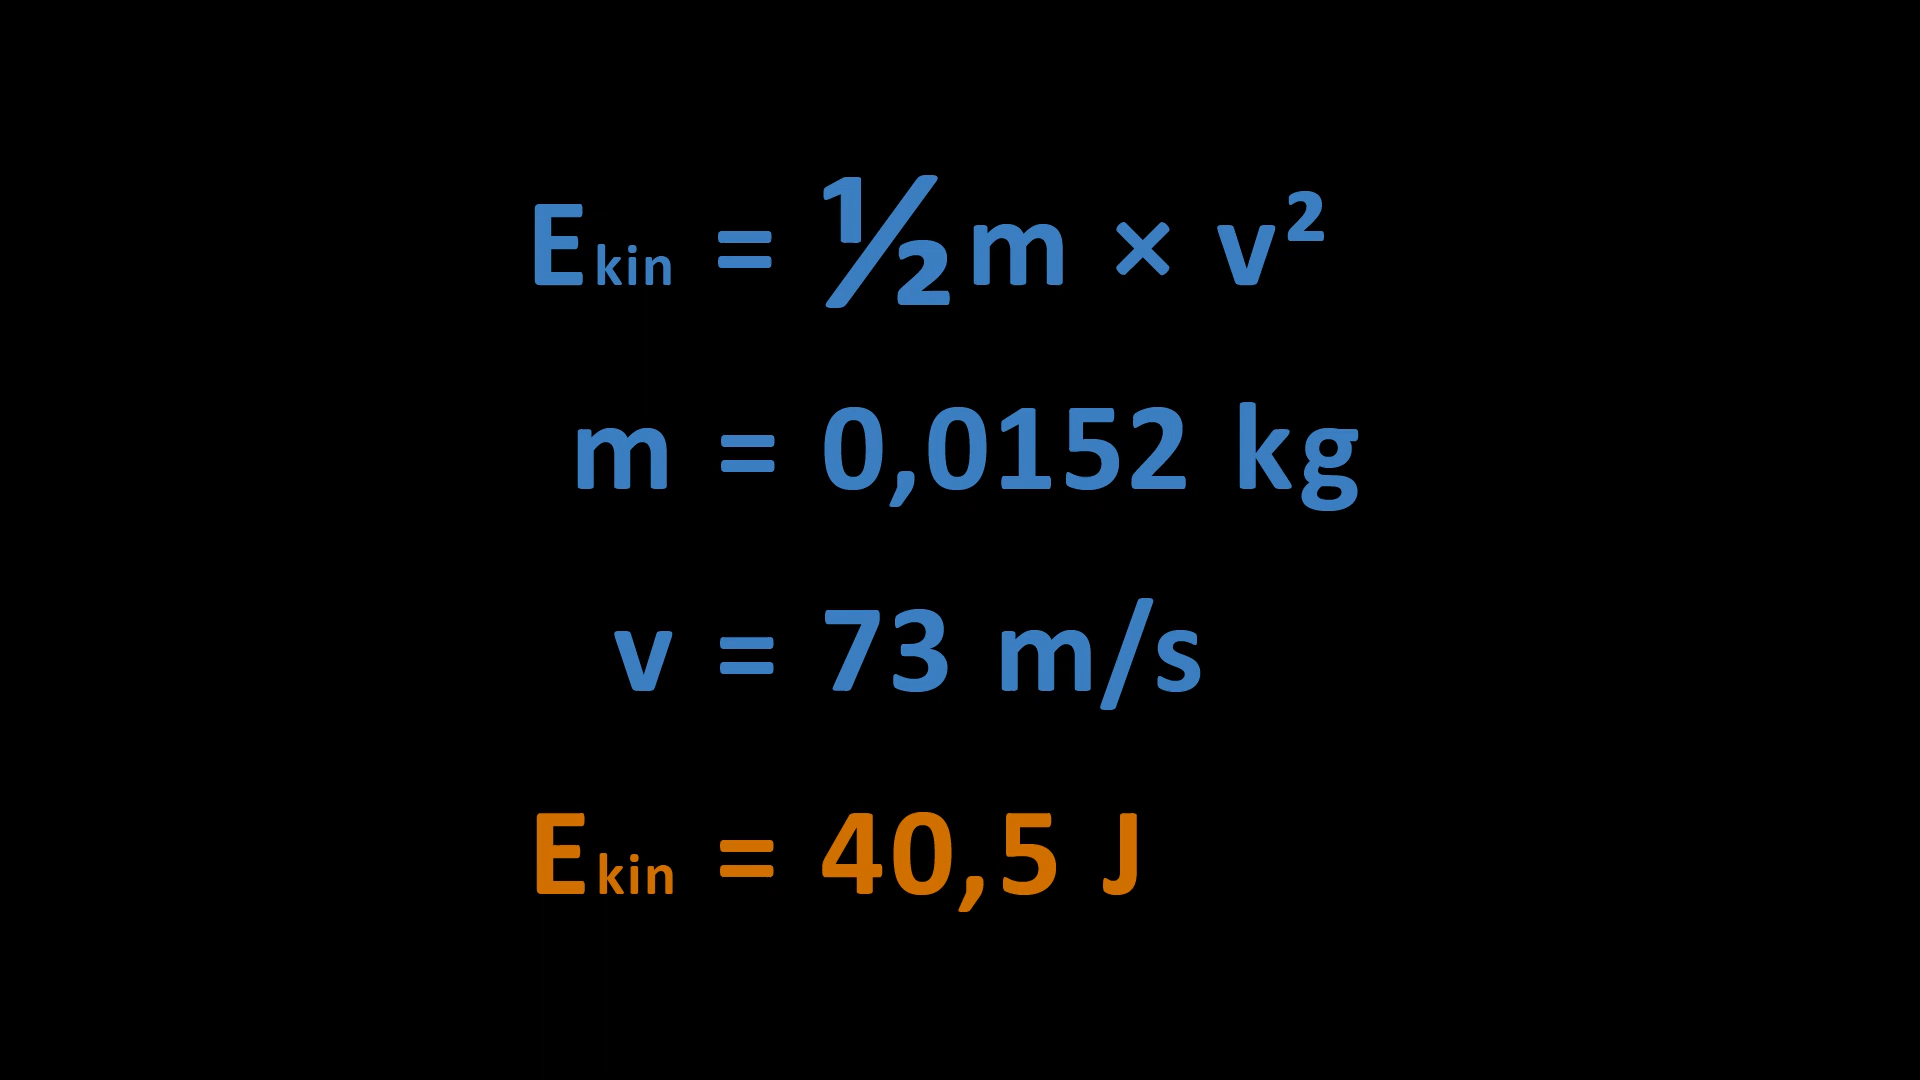 Ekin = ½m × v²
m = 0,0152 kg
v = 73 m/s
Ekin = 40,5 J